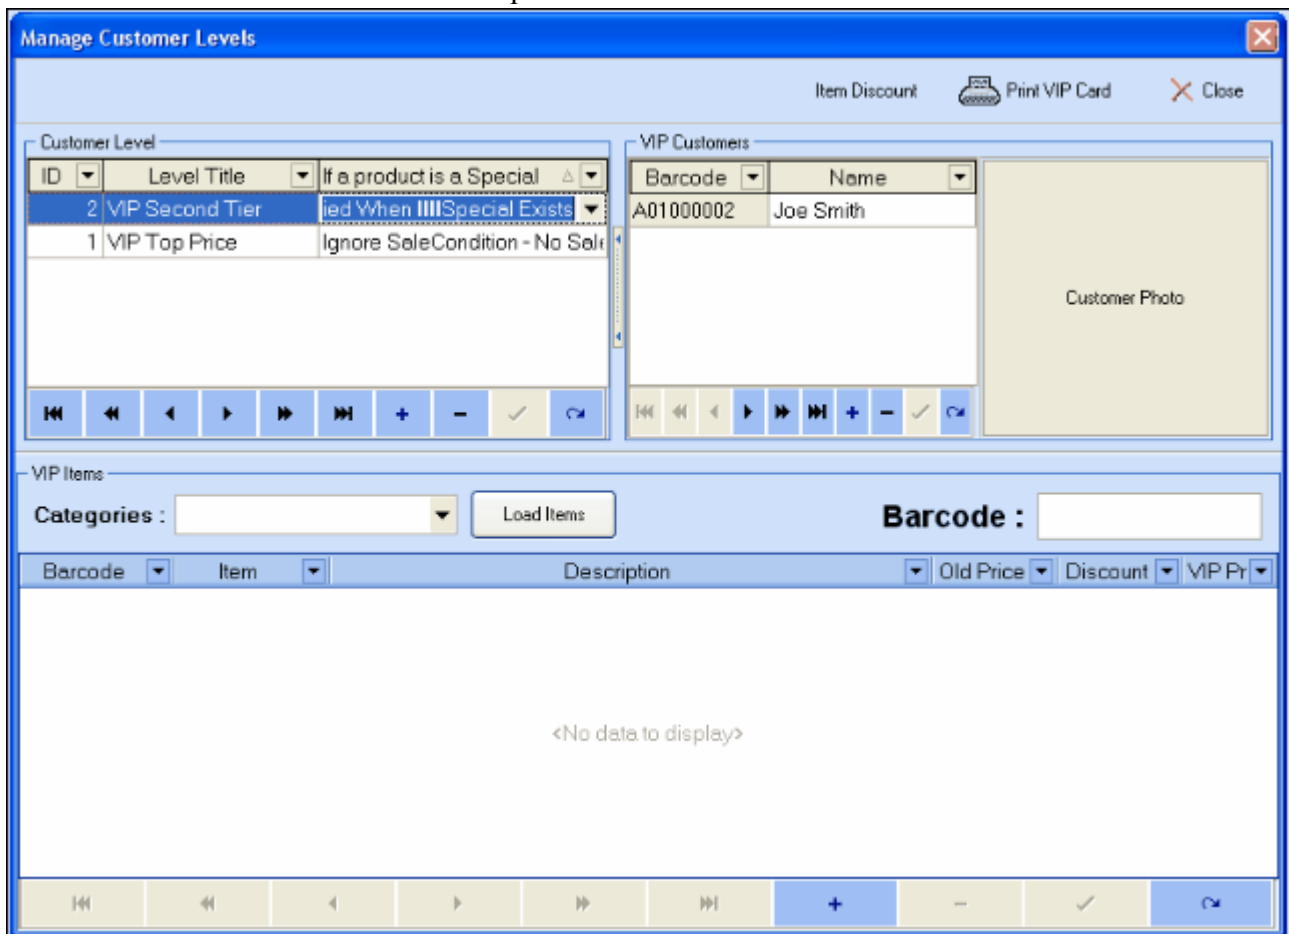 Manage Customer Levels
Item Discount Print VIP Card Close
Customer Level
VIP Customers
ID Level Title If a product is a Special
Barcode Name
2 VIP Second Tier ied When IIIISpecial Exists
A01000002 Joe Smith
1 VIP Top Price Ignore SaleCondition - No Sale
Customer Photo
VIP Items
Categories :
Load Items
Barcode :
Barcode Item Description Old Price Discount VIP Pr
<No data to display>